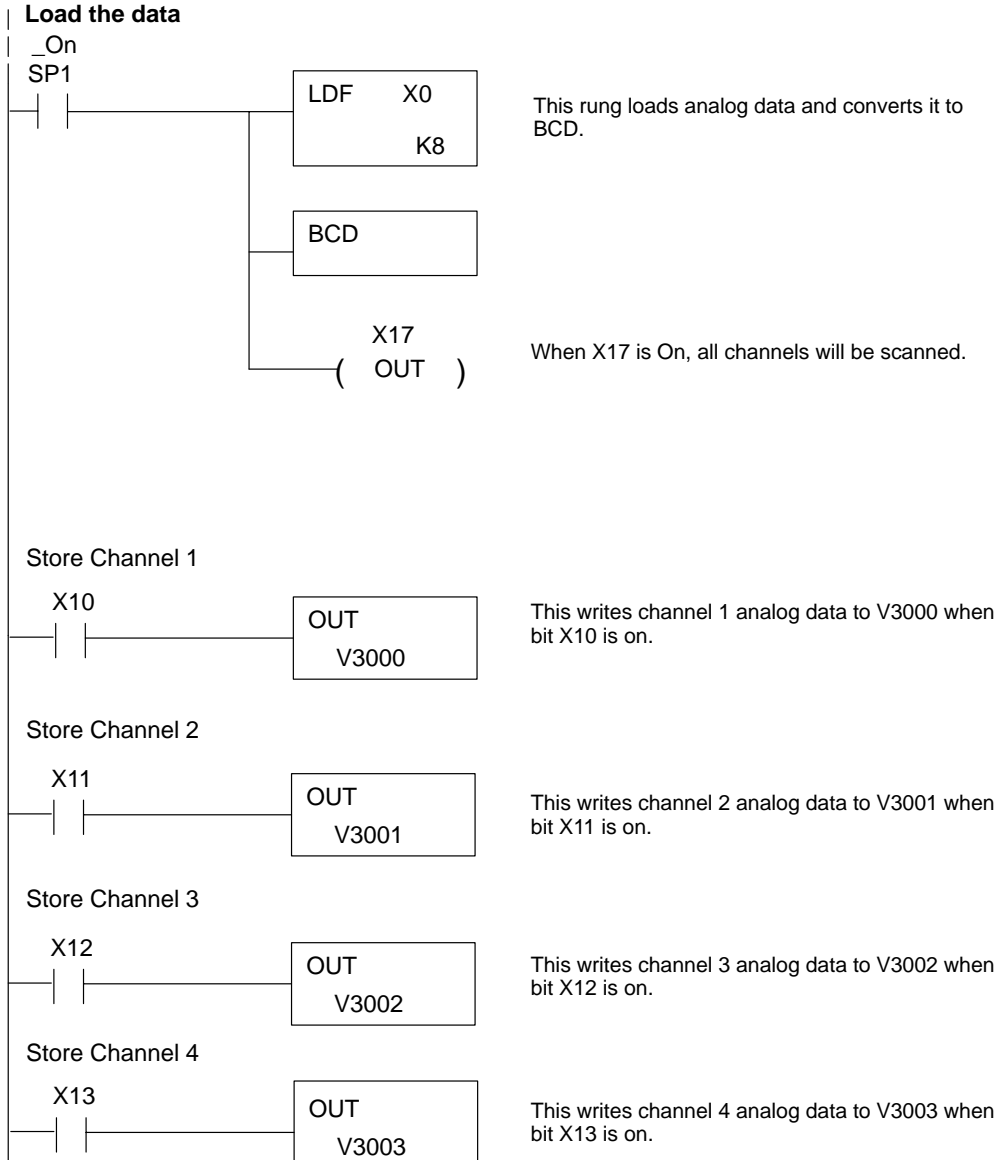 Load the data
_On
SP1
LDF X0
K8
This rung loads analog data and converts it to
BCD.
BCD
X17
( OUT )
When X17 is On, all channels will be scanned.
Store Channel 1
X10
OUT
V3000
This writes channel 1 analog data to V3000 when
bit X10 is on.
Store Channel 2
X11
OUT
V3001
This writes channel 2 analog data to V3001 when
bit X11 is on.
Store Channel 3
X12
OUT
V3002
This writes channel 3 analog data to V3002 when
bit X12 is on.
Store Channel 4
X13
OUT
V3003
This writes channel 4 analog data to V3003 when
bit X13 is on.